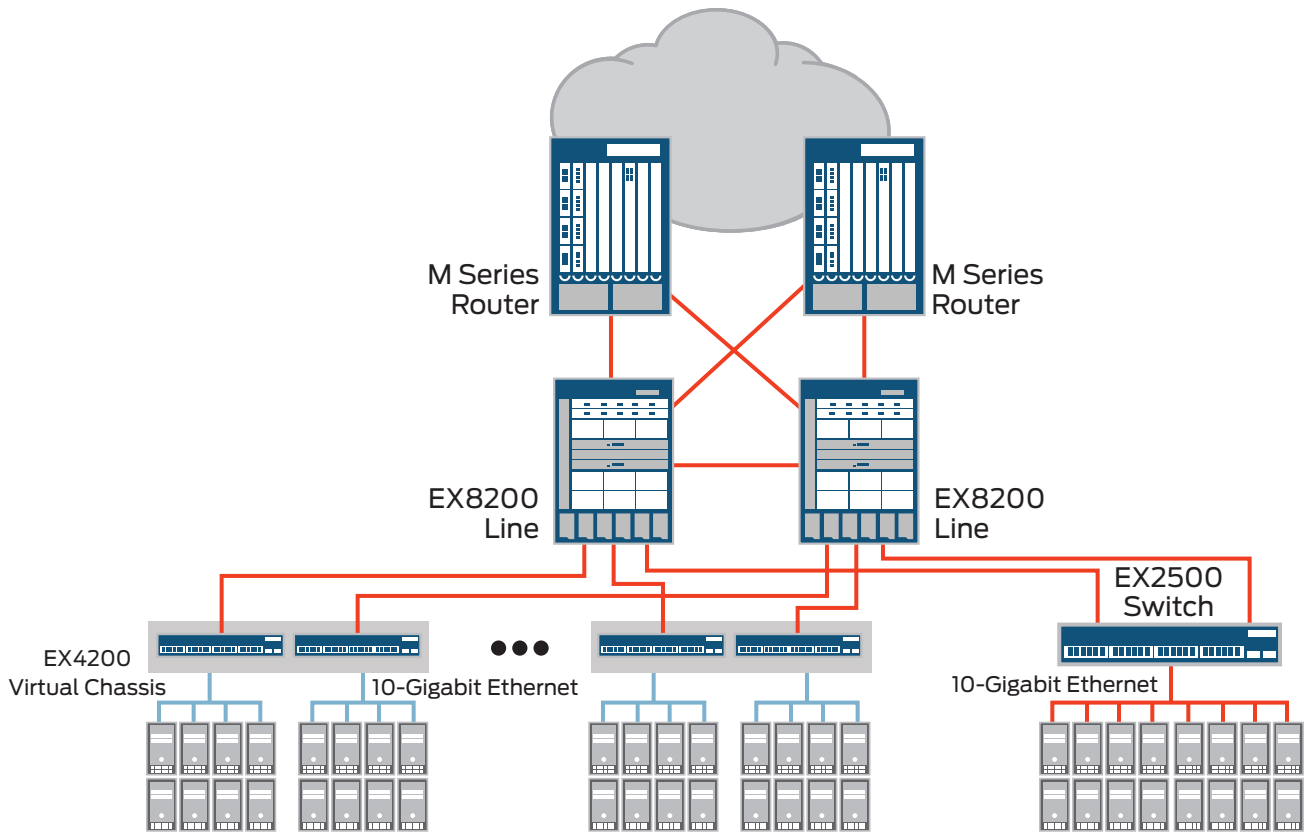 M Series
Router
M Series
Router
EX8200
Line
EX8200
Line
EX2500
Switch
EX4200
Virtual Chassis
10-Gigabit Ethernet
10-Gigabit Ethernet